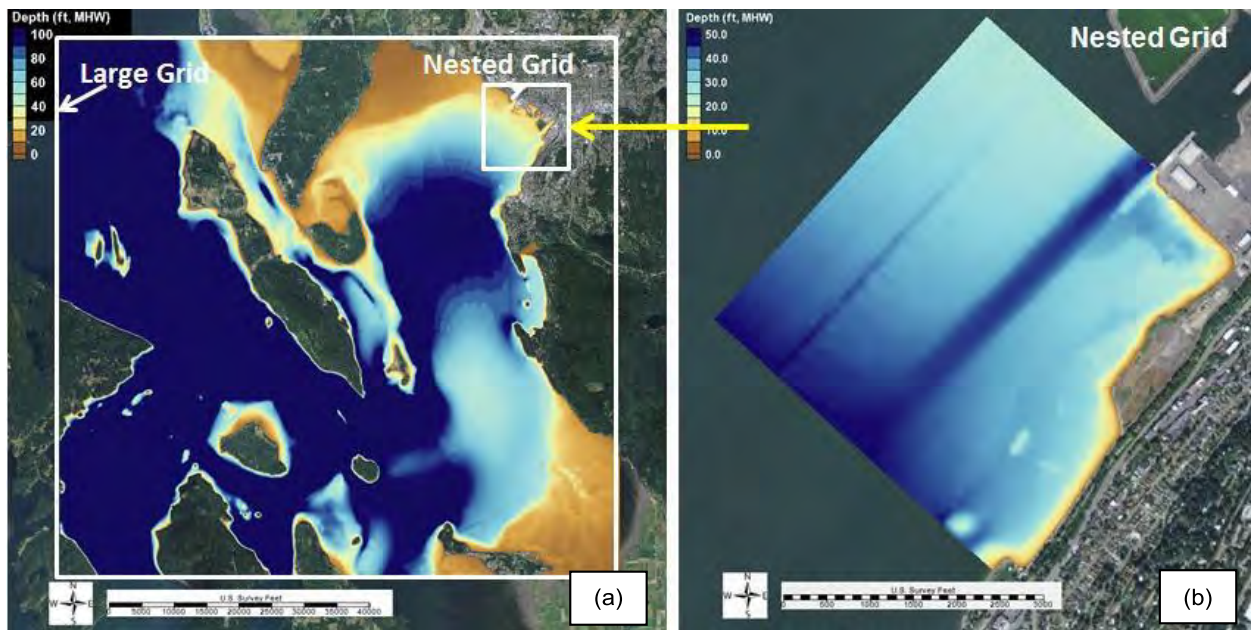 Depth (ft, MHW)
100
80
60
40
20
0
Large Grid
Nested Grid
N
W E
S
U.S. Survey Feet
0 5000 10000 15000 20000 25000 30000 35000 40000
(a)
Depth (ft, MHW)
50.0
40.0
30.0
20.0
10.0
0.0
Nested Grid
N
W E
S
U.S. Survey Feet
0 500 1000 1500 2000 2500 3000
(b)